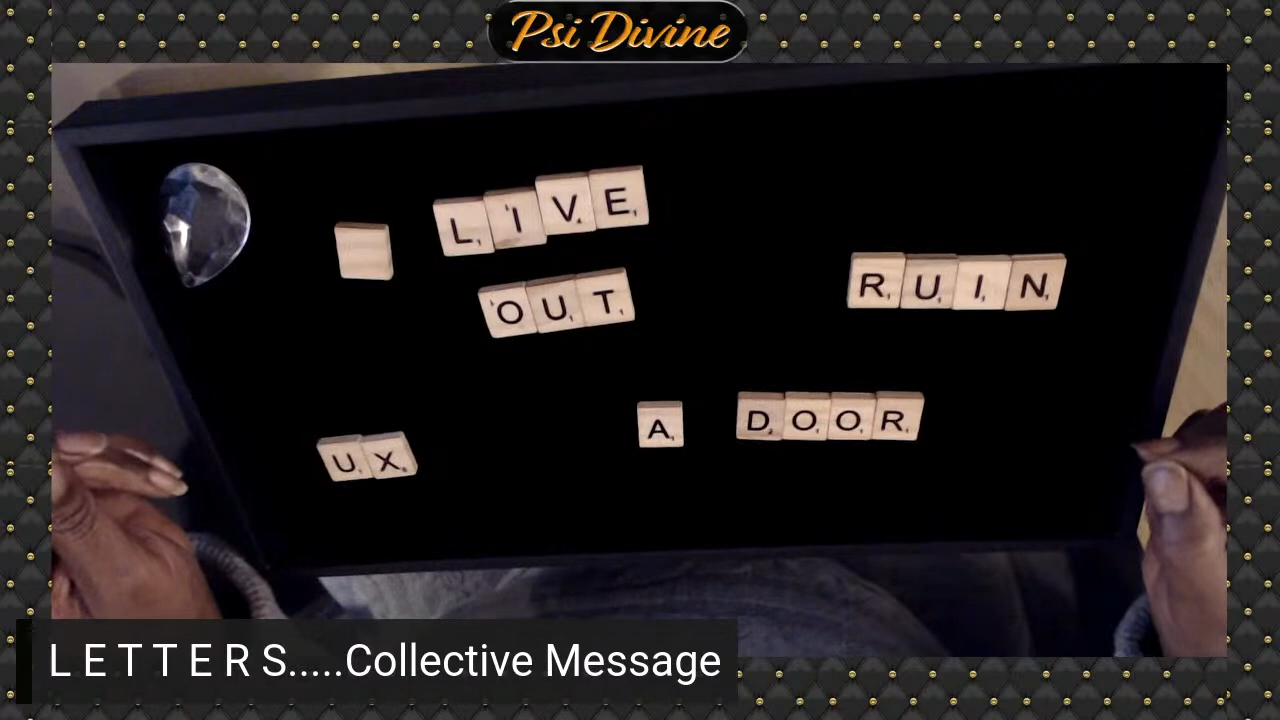 Psi Divine
LIVE
OUT
RUIN
A DOOR
UX
L E T T E R S.....Collective Message